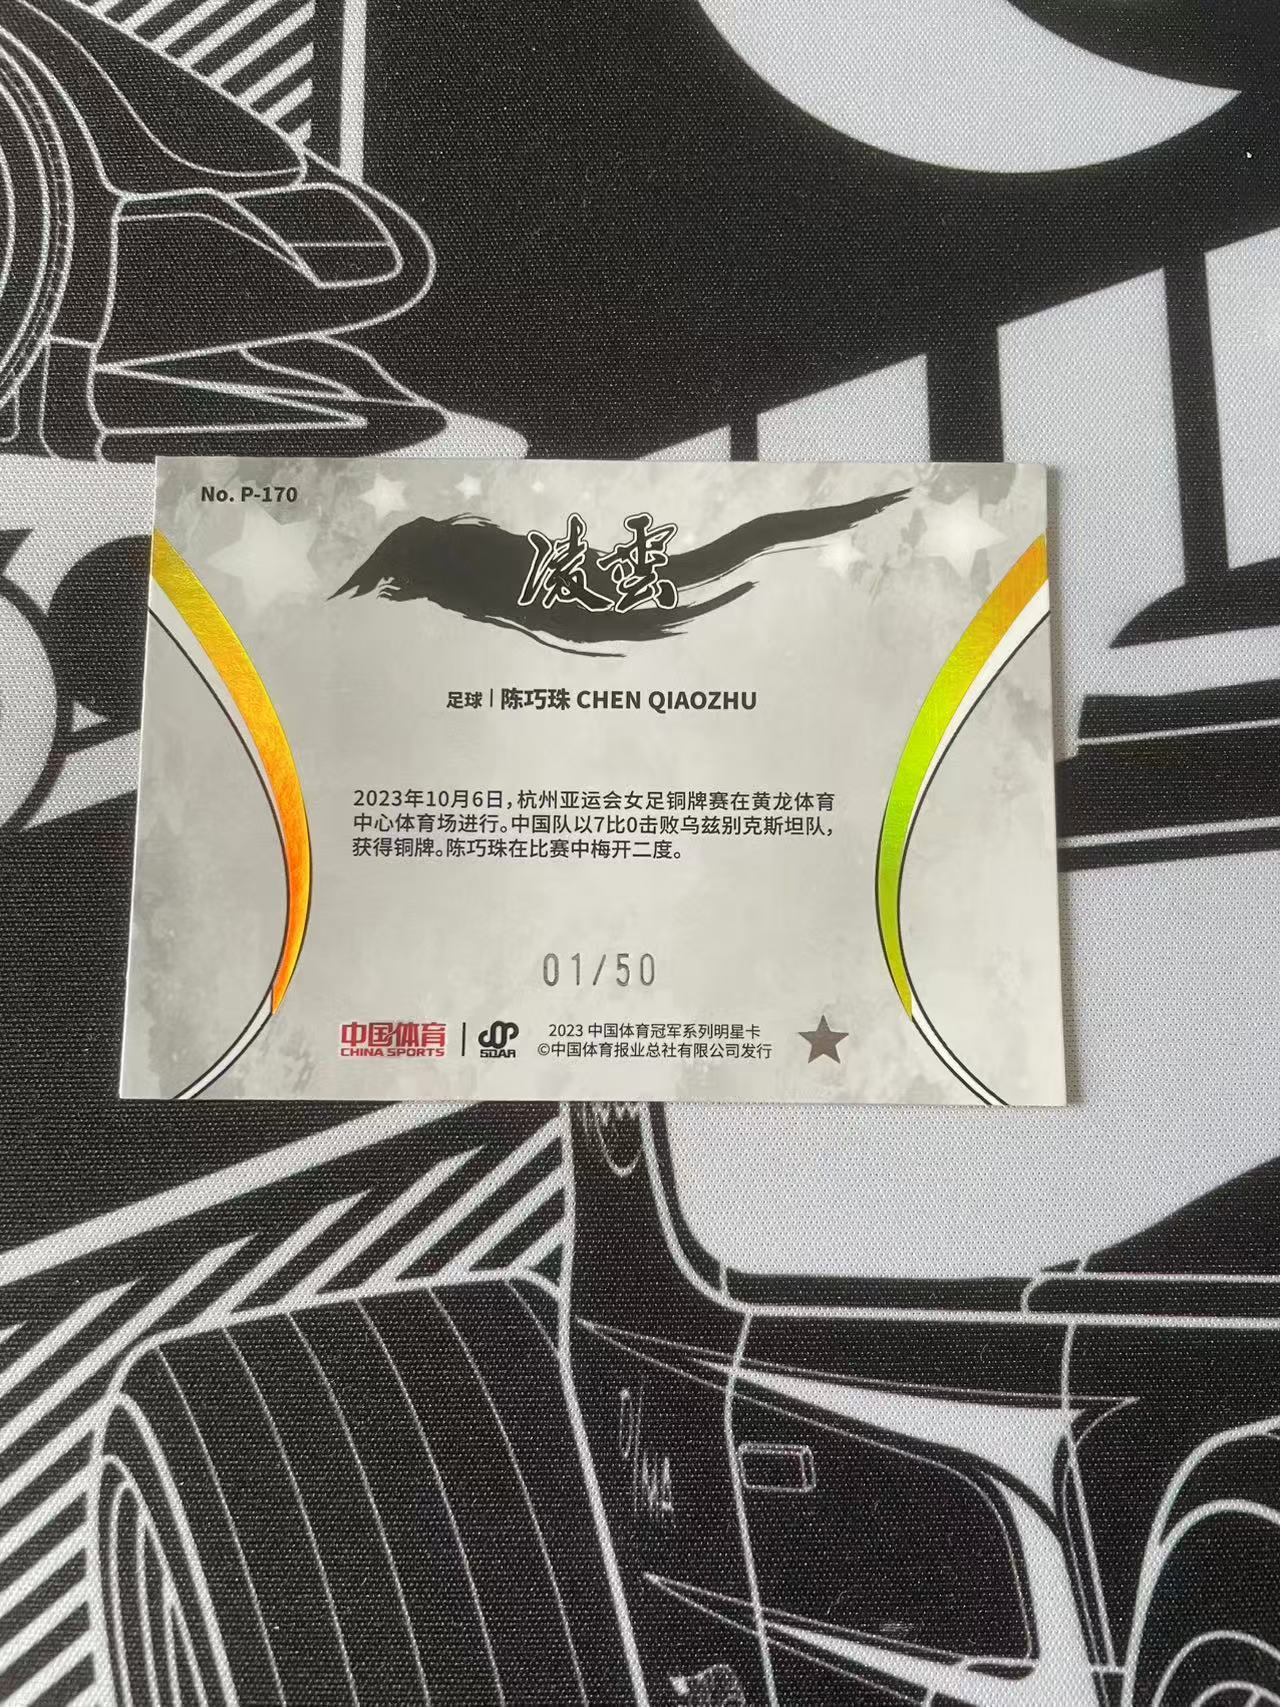 No. P-170
凌雲
足球 | 陈巧珠 CHEN QIAOZHU
2023年10月6日，杭州亚运会女足铜牌赛在黄龙体育
中心体育场进行。中国队以7比0击败乌兹别克斯坦队，
获得铜牌。陈巧珠在比赛中梅开二度。
01/50
中国体育
CHINA SPORTS
SDAR
2023 中国体育冠军系列明星卡
©中国体育报业总社有限公司发行